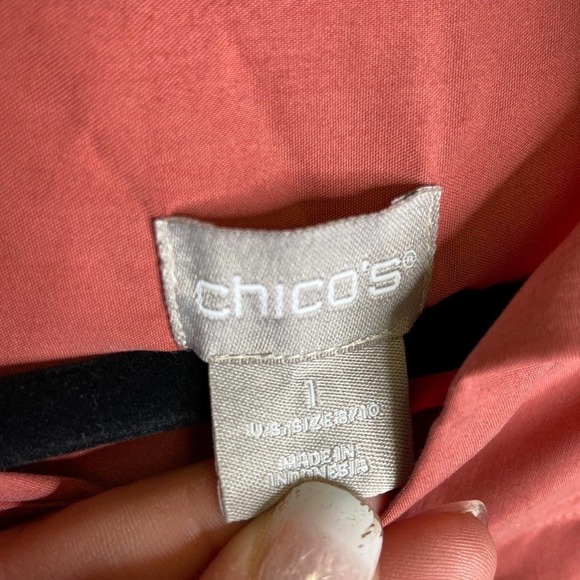 chico's®
1
U.S. SIZE 8/10
MADE IN
INDONESIA